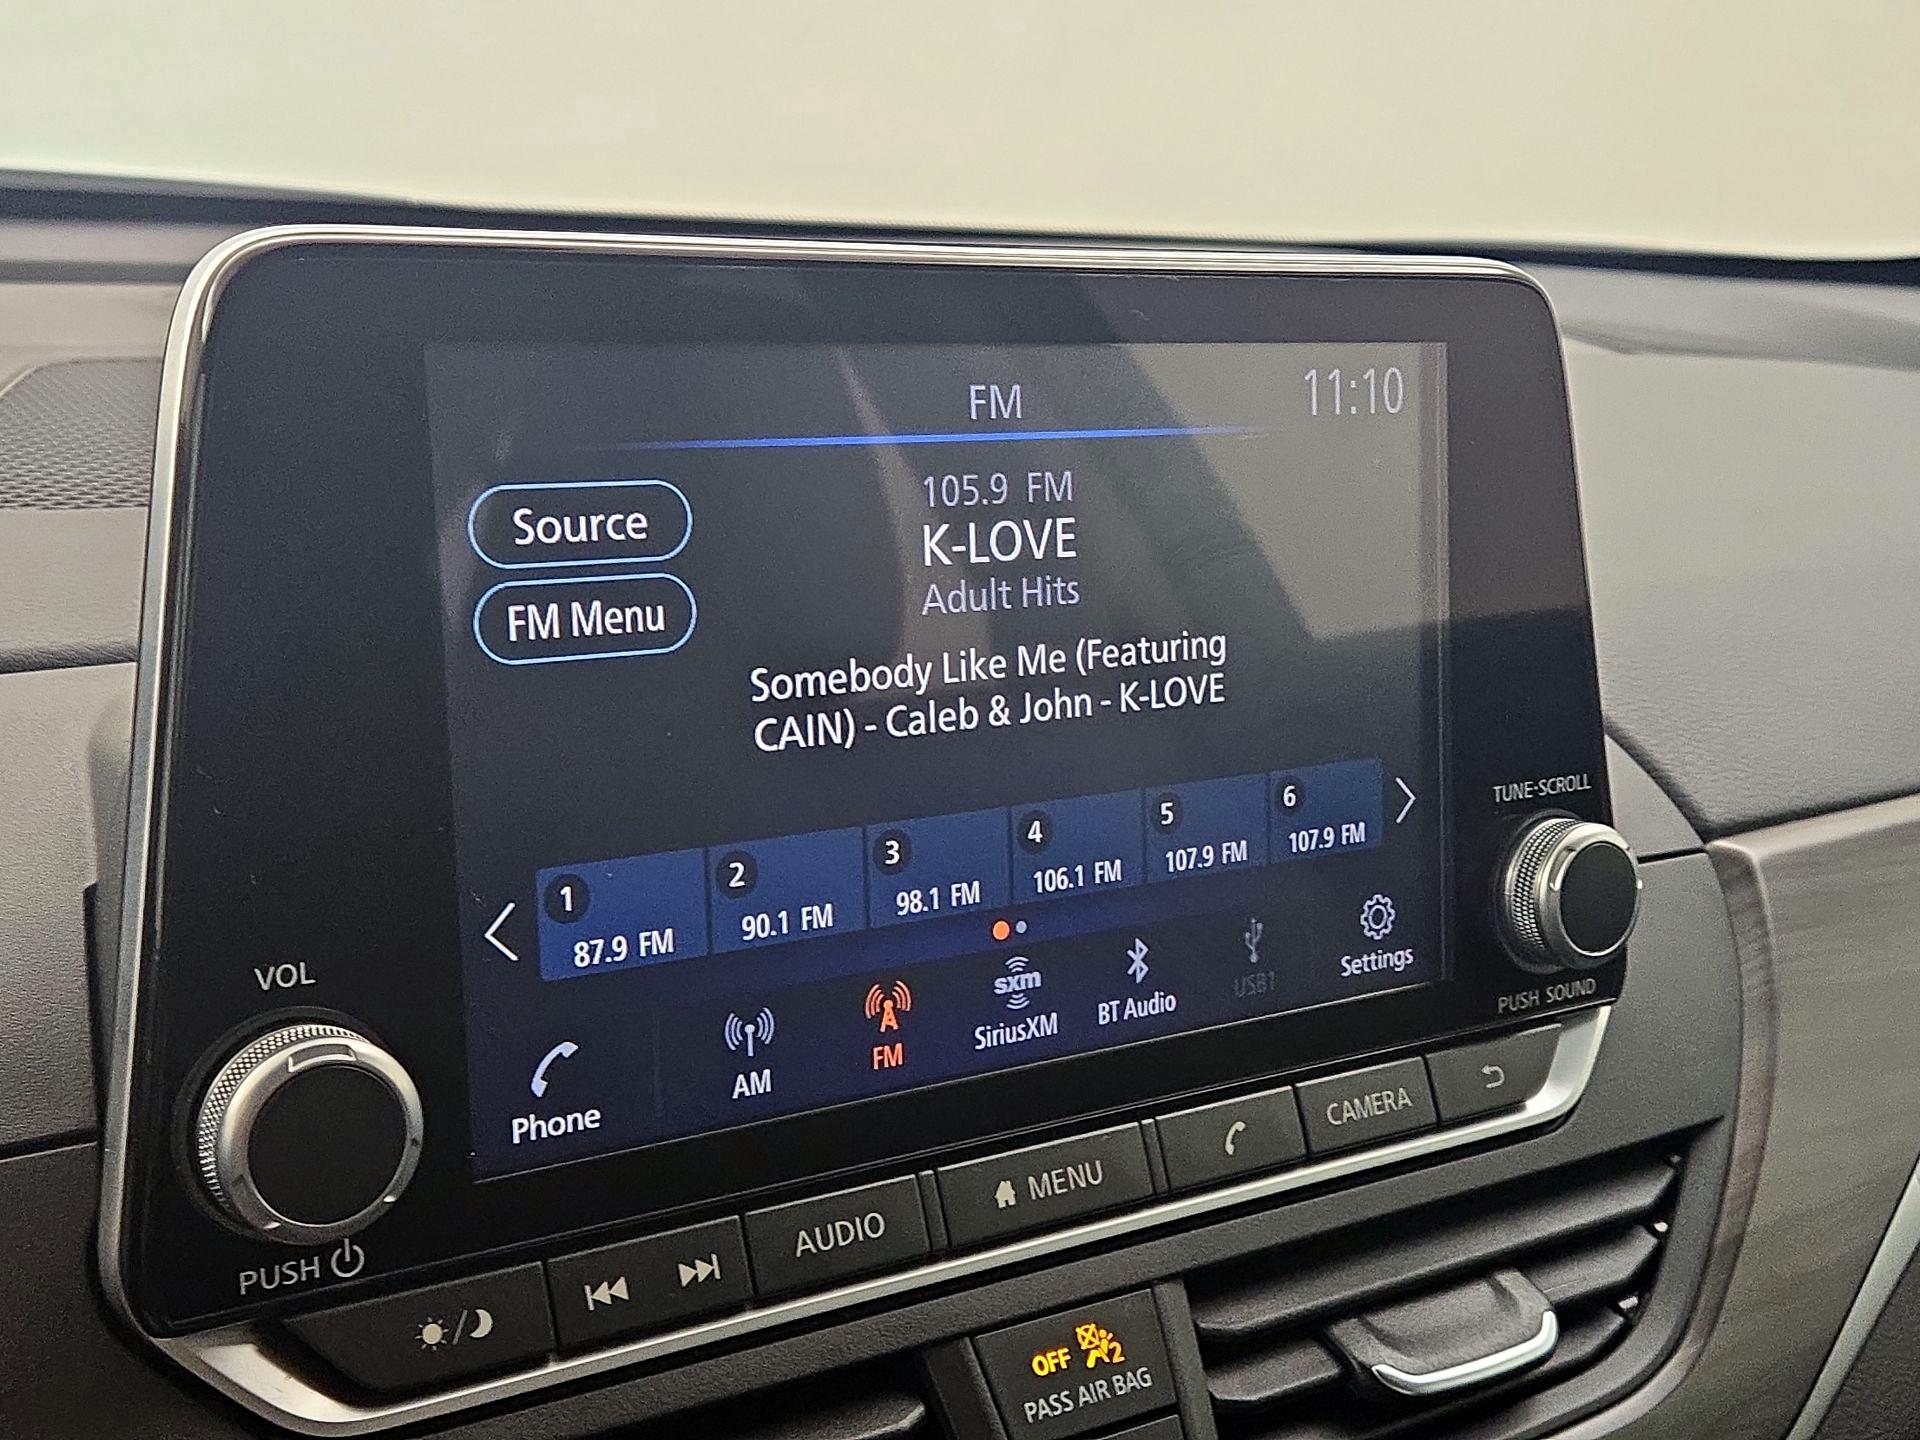 FM
11:10
Source
FM Menu
105.9 FM
K-LOVE
Adult Hits
Somebody Like Me (Featuring
CAIN) - Caleb & John - K-LOVE
1
87.9 FM
2
90.1 FM
3
98.1 FM
4
106.1 FM
5
107.9 FM
6
107.9 FM
Phone
AM
FM
sxm
SiriusXM
BT Audio
USB1
Settings
VOL
PUSH
TUNE·SCROLL
PUSH SOUND
AUDIO
MENU
CAMERA
OFF
2
PASS AIR BAG